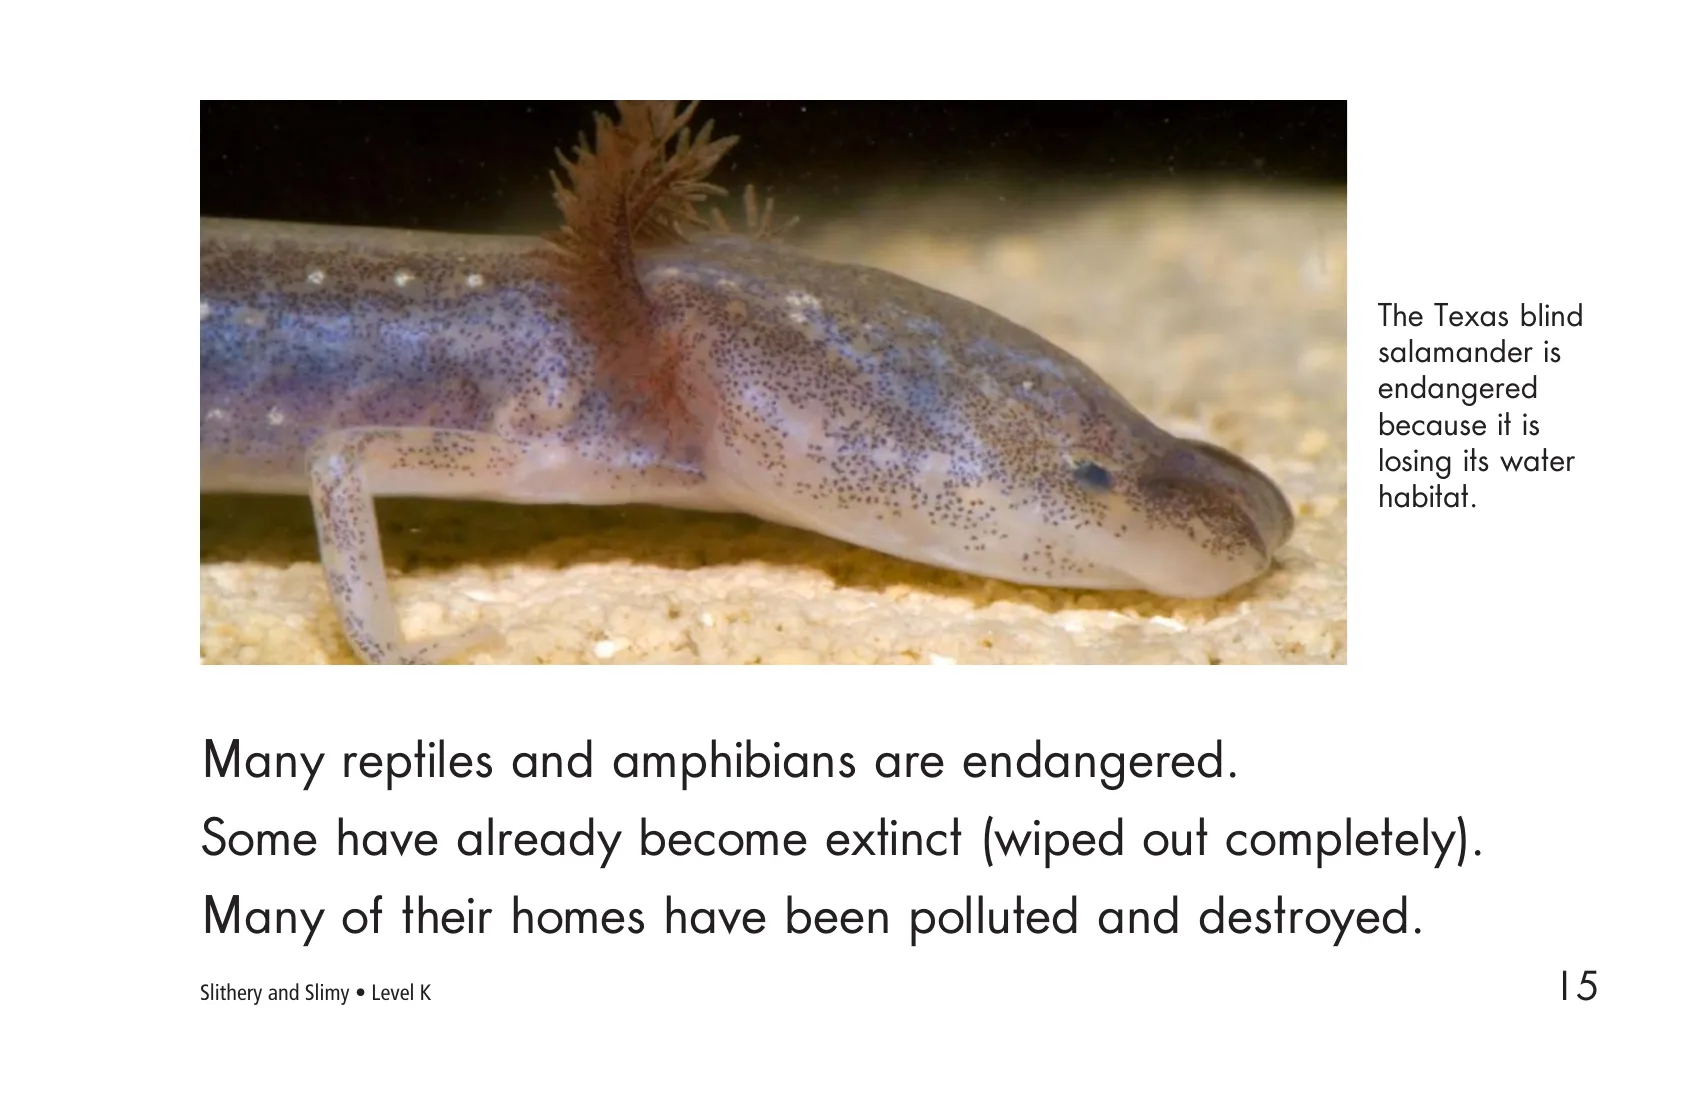 The Texas blind
salamander is
endangered
because it is
losing its water
habitat.
Many reptiles and amphibians are endangered.
Some have already become extinct (wiped out completely).
Many of their homes have been polluted and destroyed.
Slithery and Slimy • Level K
15